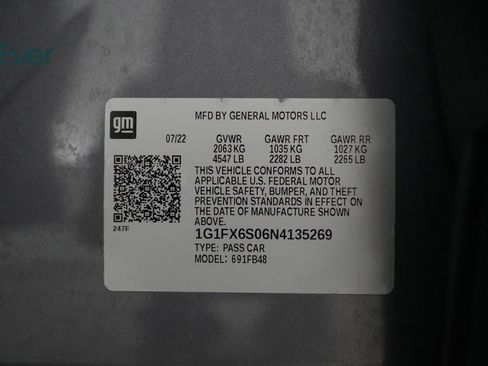 Ever
gm
MFD BY GENERAL MOTORS LLC
07/22 GVWR GAWR FRT GAWR RR
2063 KG 1035 KG 1027 KG
4547 LB 2282 LB 2265 LB
THIS VEHICLE CONFORMS TO ALL
APPLICABLE U.S. FEDERAL MOTOR
VEHICLE SAFETY, BUMPER, AND THEFT
PREVENTION STANDARDS IN EFFECT ON
THE DATE OF MANUFACTURE SHOWN
ABOVE.
247F
1G1FX6S06N4135269
TYPE: PASS CAR
MODEL: 691FB48